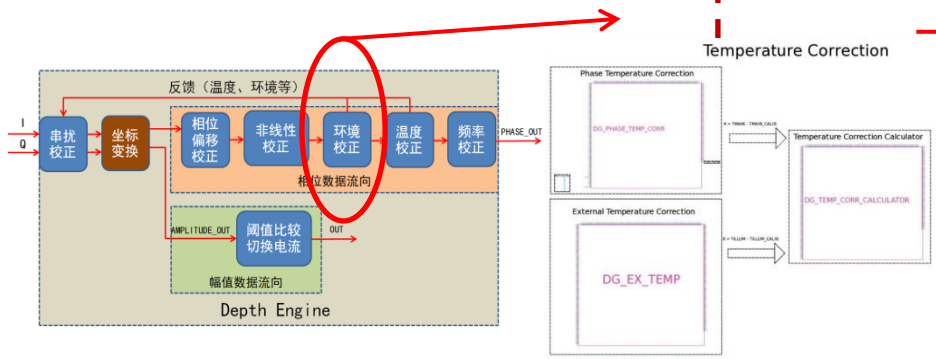 Temperature Correction
反馈（温度、环境等）
I
Q
串扰
校正
坐标
变换
相位
偏移
校正
非线性
校正
环境
校正
温度
校正
频率
校正
PHASE_OUT
相位数据流向
AMPLITUDE_OUT
阈值比较
切换电流
OUT
幅值数据流向
Depth Engine
Phase Temperature Correction
DG_PHASE_TEMP_CORR
X = TMAIN - TMAIN_CALIB
External Temperature Correction
DG_EX_TEMP
X = TILLUM - TILLUM_CALIB
Temperature Correction Calculator
DG_TEMP_CORR_CALCULATOR